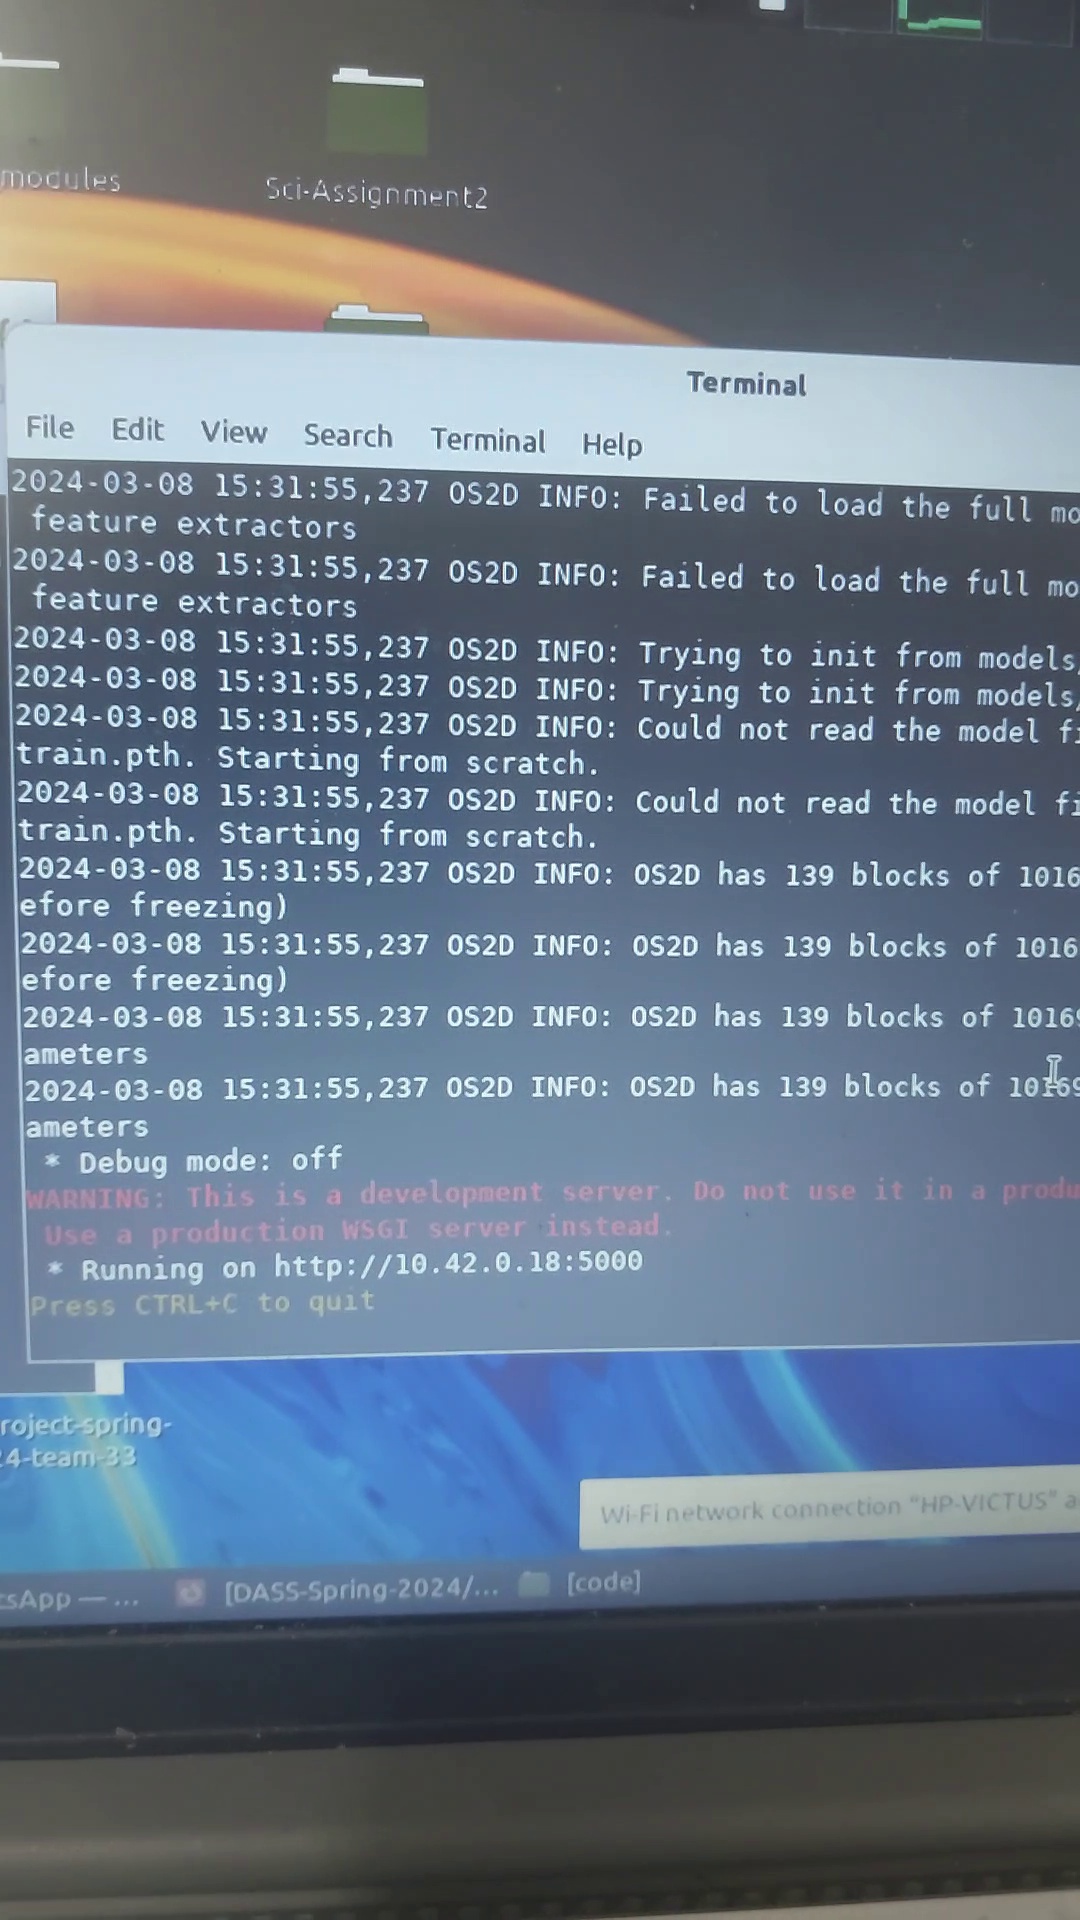 modules
Sci-Assignment2
Terminal
File Edit View Search Terminal Help
2024-03-08 15:31:55,237 OS2D INFO: Failed to load the full mo
feature extractors
2024-03-08 15:31:55,237 OS2D INFO: Failed to load the full mo
feature extractors
2024-03-08 15:31:55,237 OS2D INFO: Trying to init from models
2024-03-08 15:31:55,237 OS2D INFO: Trying to init from models
2024-03-08 15:31:55,237 OS2D INFO: Could not read the model fi
train.pth. Starting from scratch.
2024-03-08 15:31:55,237 OS2D INFO: Could not read the model fi
train.pth. Starting from scratch.
2024-03-08 15:31:55,237 OS2D INFO: OS2D has 139 blocks of 1016
efore freezing)
2024-03-08 15:31:55,237 OS2D INFO: OS2D has 139 blocks of 1016
efore freezing)
2024-03-08 15:31:55,237 OS2D INFO: OS2D has 139 blocks of 10169
ameters
2024-03-08 15:31:55,237 OS2D INFO: OS2D has 139 blocks of 10169
ameters
* Debug mode: off
WARNING: This is a development server. Do not use it in a produ
Use a production WSGI server instead.
* Running on http://10.42.0.18:5000
Press CTRL+C to quit
roject-spring-
4-team-33
Wi-Fi network connection "HP-VICTUS" a
tsApp — ... [DASS-Spring-2024/... [code]